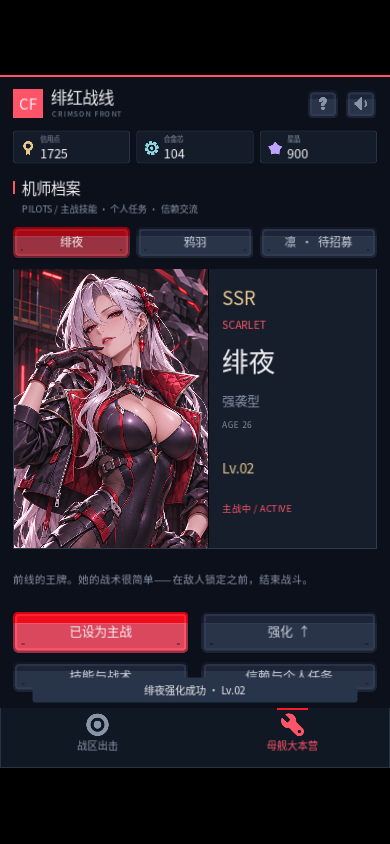 CF
绯红战线
CRIMSON FRONT
?
信用点
1725
合金芯
104
星晶
900
机师档案
PILOTS / 主战技能 • 个人任务 • 信赖交流
绯夜
鸦羽
凛 · 待招募
SSR
SCARLET
绯夜
强袭型
AGE 26
Lv.02
主战中 / ACTIVE
前线的王牌。她的战术很简单——在敌人锁定之前，结束战斗。
已设为主战
强化 ↑
技能与战术
信赖与个人任务
绯夜强化成功 • Lv.02
战区出击
母舰大本营